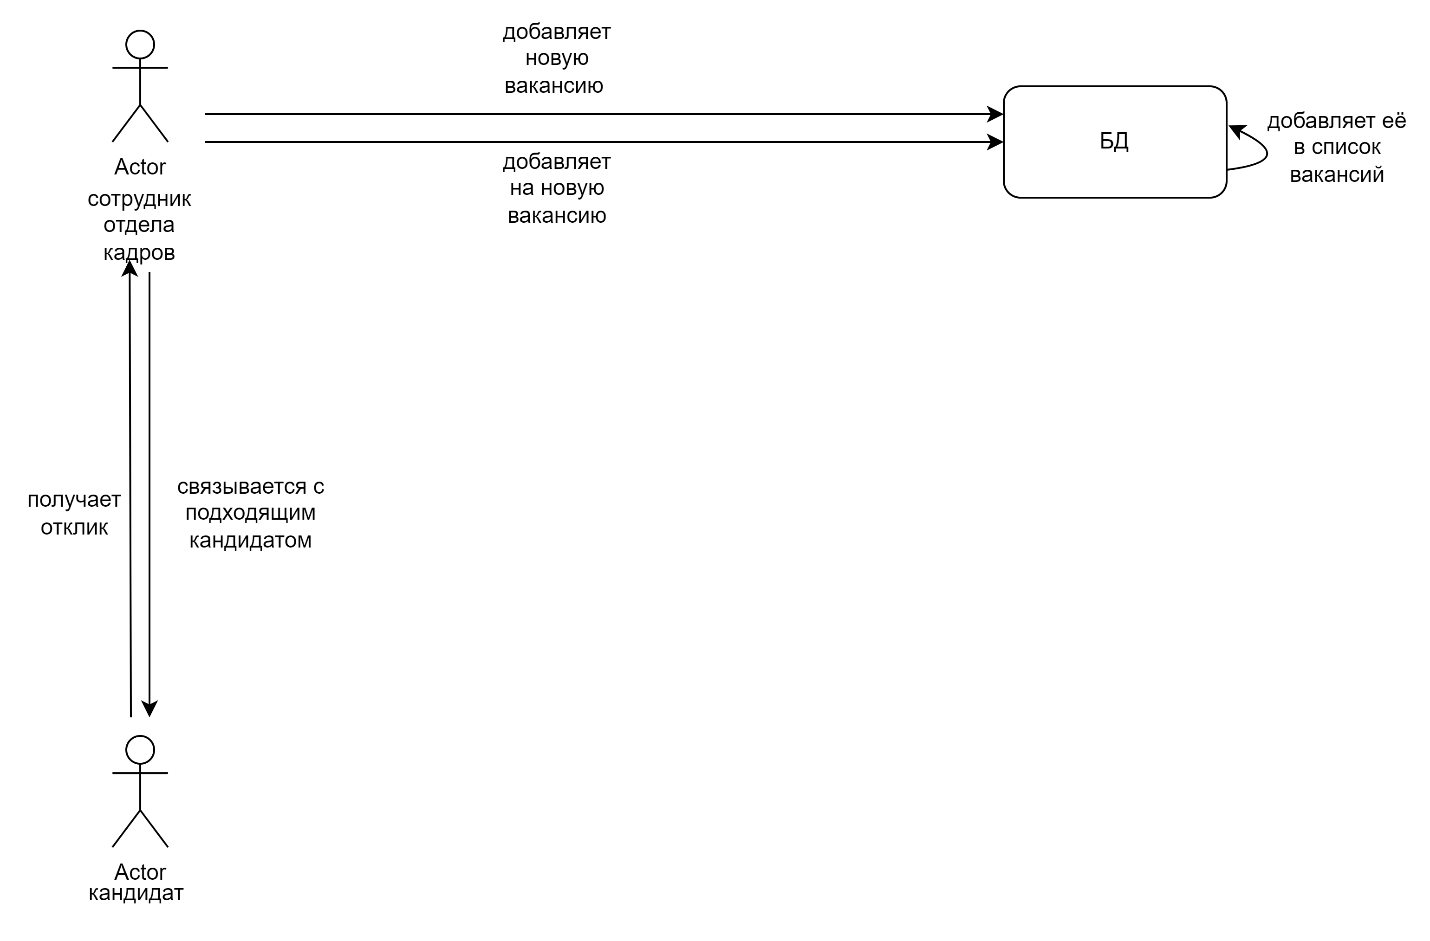 добавляет
новую
вакансию
Actor
сотрудник
отдела
кадров
добавляет
на новую
вакансию
БД
добавляет её
в список
вакансий
получает
отклик
связывается с
подходящим
кандидатом
Actor
кандидат